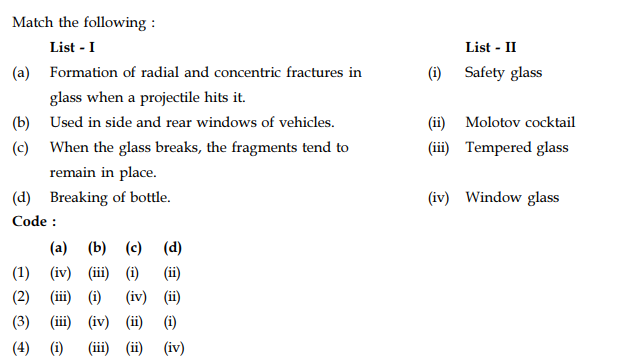 Match the following :
List - I List - II
(a) Formation of radial and concentric fractures in (i) Safety glass
glass when a projectile hits it.
(b) Used in side and rear windows of vehicles. (ii) Molotov cocktail
(c) When the glass breaks, the fragments tend to (iii) Tempered glass
remain in place.
(d) Breaking of bottle. (iv) Window glass
Code :
(a) (b) (c) (d)
(1) (iv) (iii) (i) (ii)
(2) (iii) (i) (iv) (ii)
(3) (iii) (iv) (ii) (i)
(4) (i) (iii) (ii) (iv)